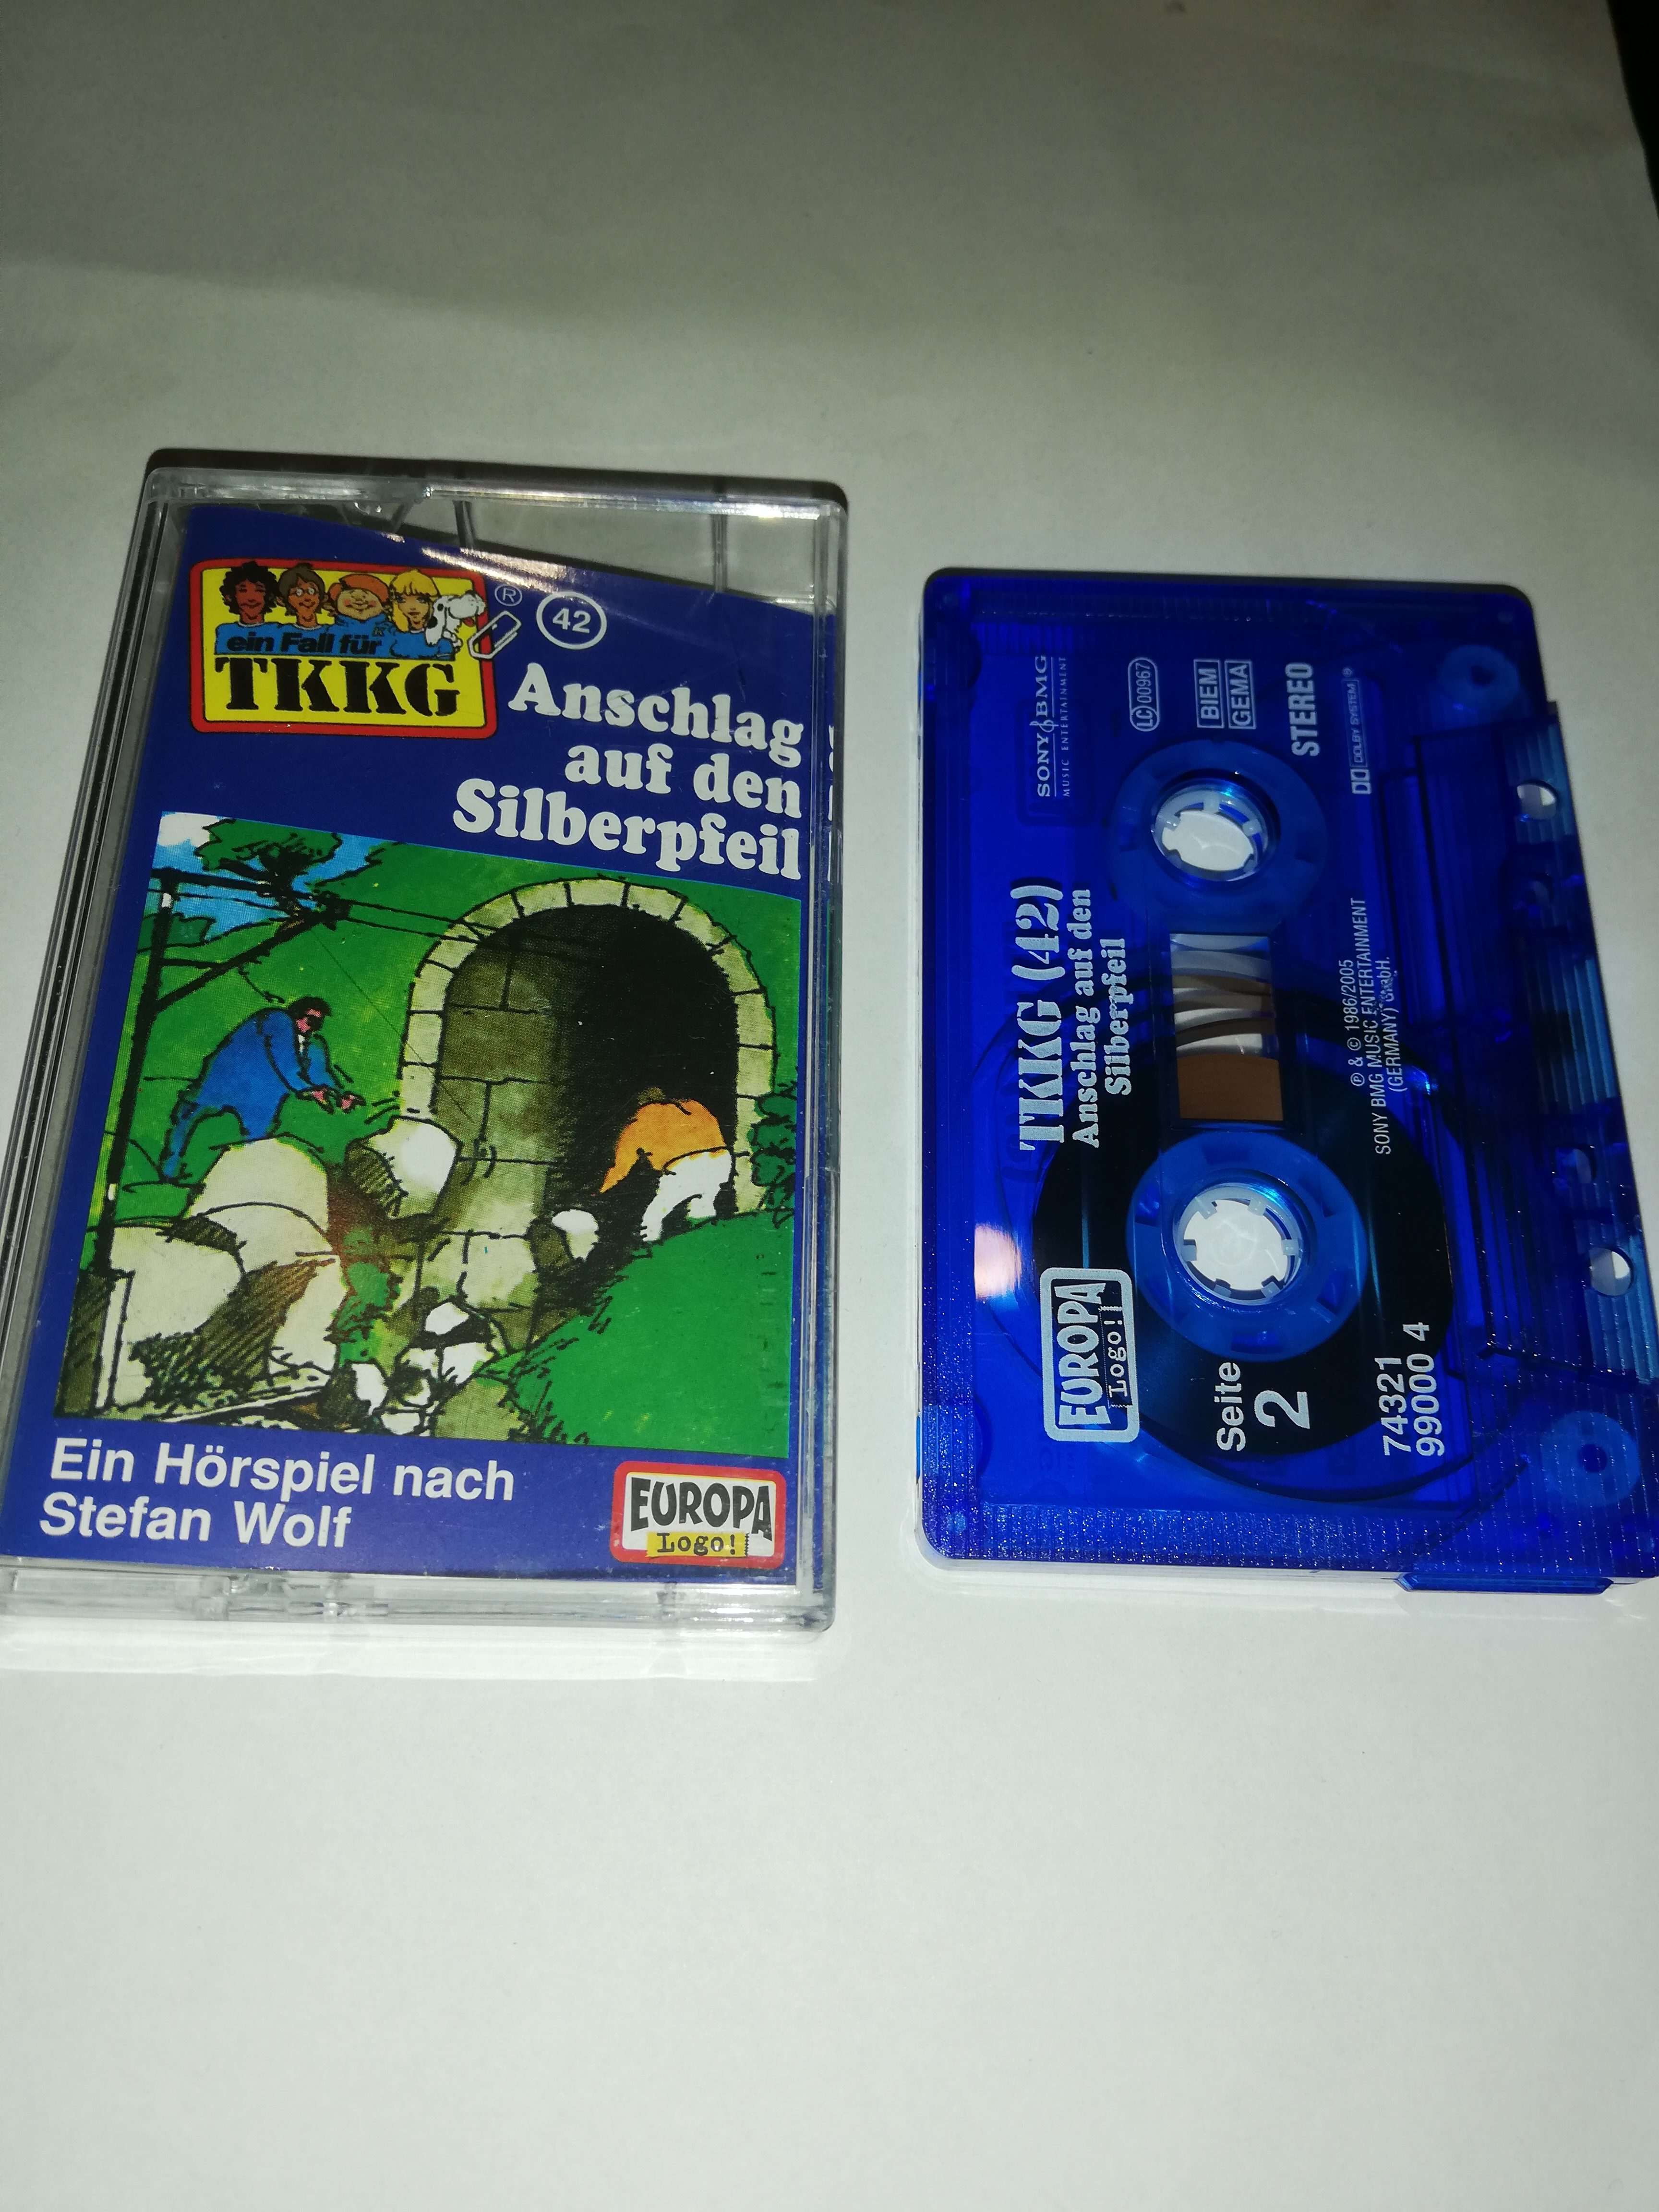 ein Fall für
TKKG
®
42
Anschlag
auf den
Silberpfeil
Ein Hörspiel nach
Stefan Wolf
EUROPA
Logo!
SONY BMG
MUSIC ENTERTAINMENT
LC 00967
BIEM
GEMA
STEREO
DOLBY SYSTEM ®
TKKG (42)
Anschlag auf den
Silberpfeil
℗ & © 1986/2005
SONY BMG MUSIC ENTERTAINMENT
(GERMANY) GmbH.
EUROPA
Logo!
Seite
2
74321
99000 4